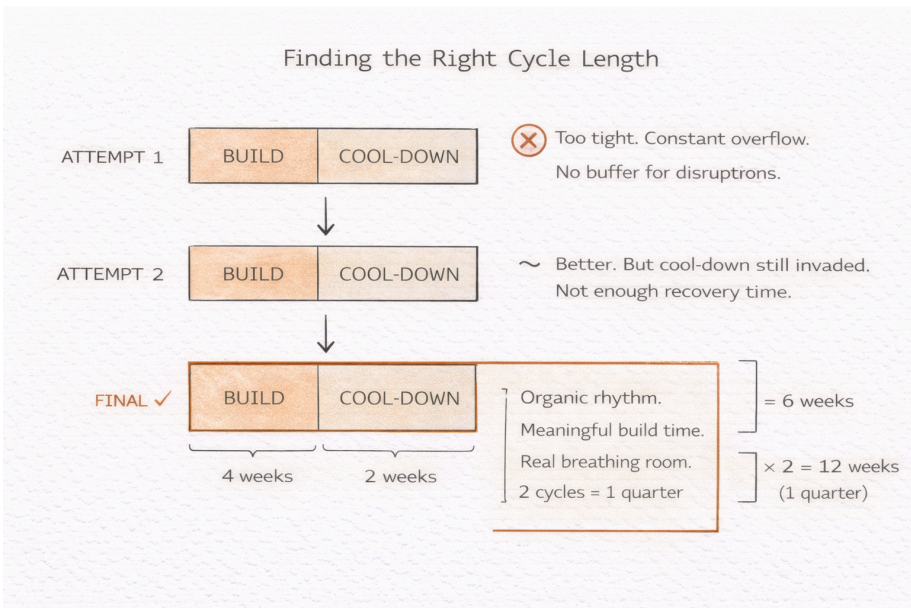 Finding the Right Cycle Length
ATTEMPT 1
BUILD
COOL-DOWN
Too tight. Constant overflow.
No buffer for disruptrons.
ATTEMPT 2
BUILD
COOL-DOWN
~ Better. But cool-down still invaded.
Not enough recovery time.
FINAL ✓
BUILD
COOL-DOWN
4 weeks
2 weeks
Organic rhythm.
Meaningful build time.
Real breathing room.
2 cycles = 1 quarter
= 6 weeks
× 2 = 12 weeks
(1 quarter)